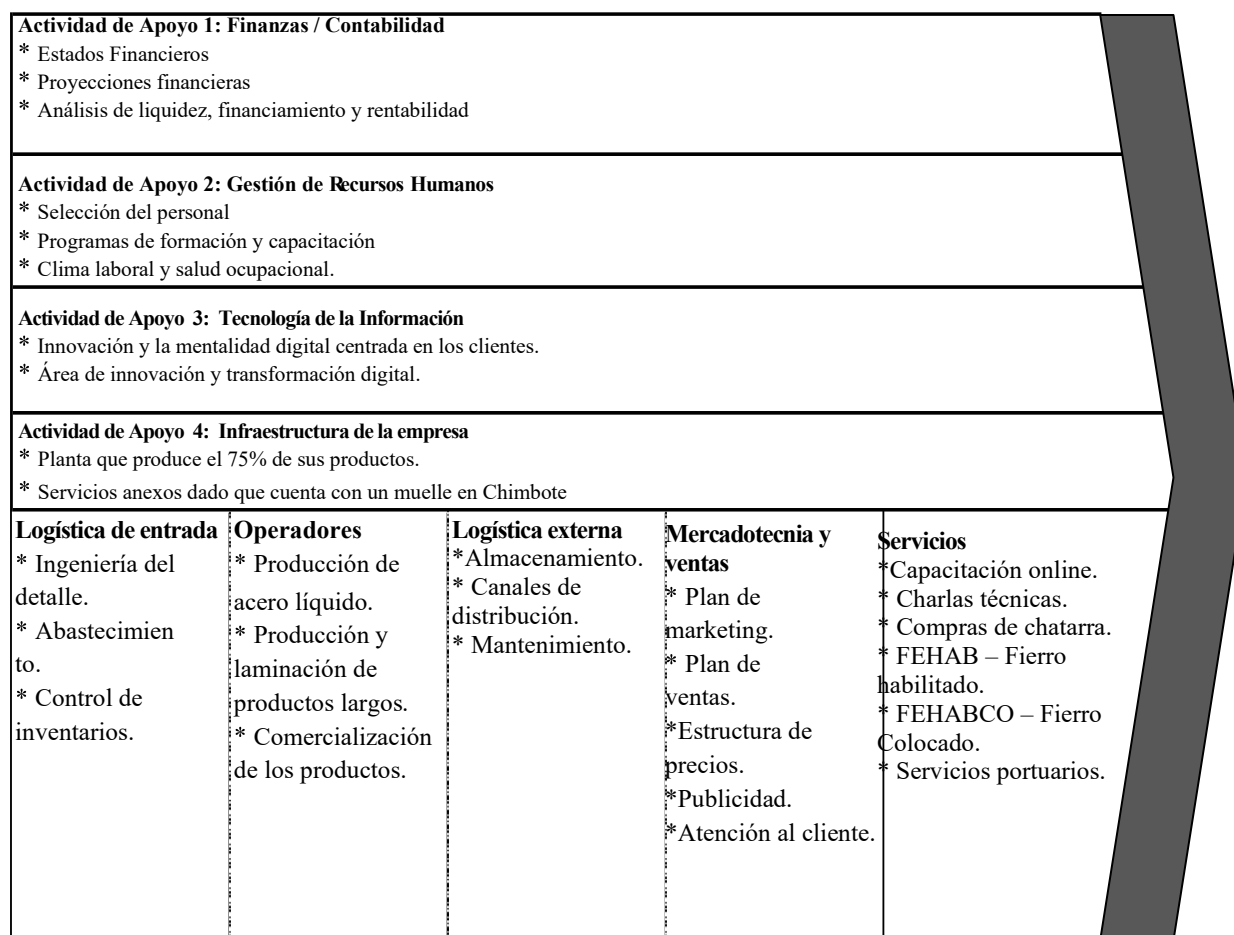 Actividad de Apoyo 1: Finanzas / Contabilidad
* Estados Financieros
* Proyecciones financieras
* Análisis de liquidez, financiamiento y rentabilidad
Actividad de Apoyo 2: Gestión de Recursos Humanos
* Selección del personal
* Programas de formación y capacitación
* Clima laboral y salud ocupacional.
Actividad de Apoyo 3: Tecnología de la Información
* Innovación y la mentalidad digital centrada en los clientes.
* Área de innovación y transformación digital.
Actividad de Apoyo 4: Infraestructura de la empresa
* Planta que produce el 75% de sus productos.
* Servicios anexos dado que cuenta con un muelle en Chimbote
Logística de entrada
* Ingeniería del
detalle.
* Abastecimien
to.
* Control de
inventarios.
Operadores
* Producción de
acero líquido.
* Producción y
laminación de
productos largos.
* Comercialización
de los productos.
Logística externa
*Almacenamiento.
* Canales de
distribución.
* Mantenimiento.
Mercadotecnia y
ventas
* Plan de
marketing.
* Plan de
ventas.
*Estructura de
precios.
*Publicidad.
*Atención al cliente.
Servicios
*Capacitación online.
* Charlas técnicas.
* Compras de chatarra.
* FEHAB – Fierro
habilitado.
* FEHABCO – Fierro
Colocado.
* Servicios portuarios.